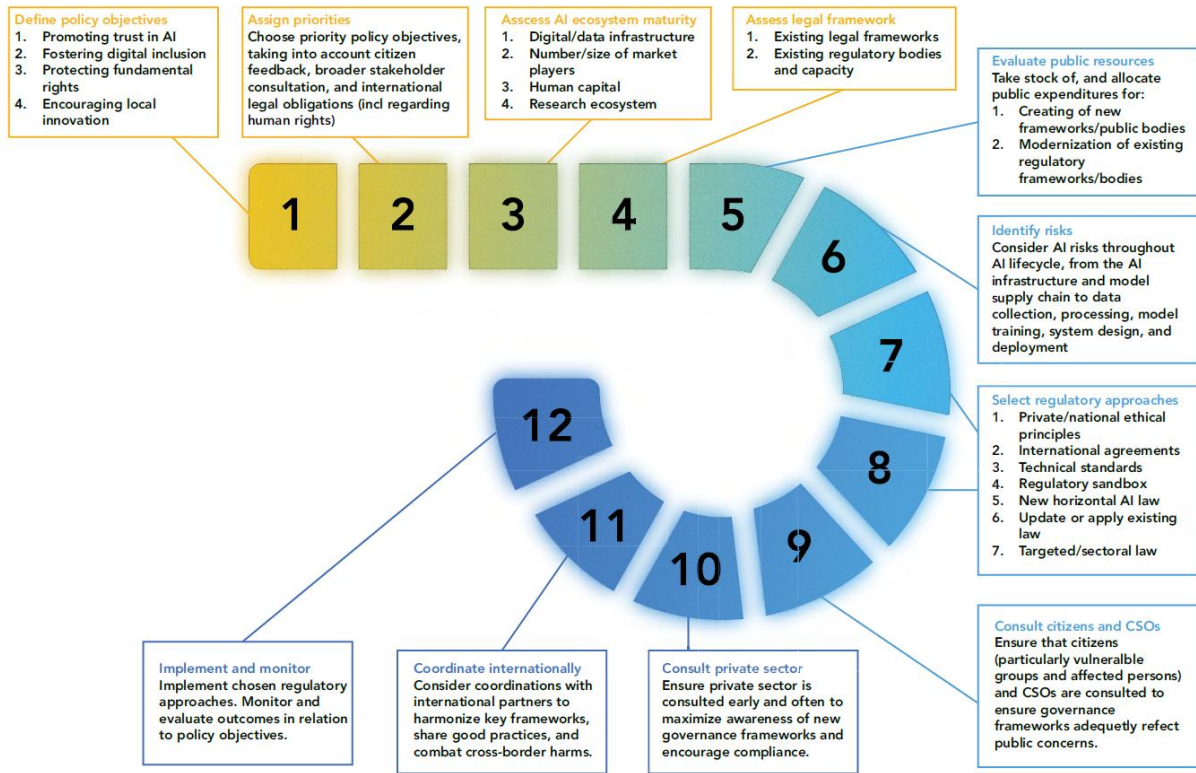 Define policy objectives
1. Promoting trust in AI
2. Fostering digital inclusion
3. Protecting fundamental
rights
4. Encouraging local
innovation
Assign priorities
Choose priority policy objectives,
taking into account citizen
feedback, broader stakeholder
consultation, and international
legal obligations (incl regarding
human rights)
Asscess AI ecosystem maturity
1. Digital/data infrastructure
2. Number/size of market
players
3. Human capital
4. Research ecosystem
Assess legal framework
1. Existing legal frameworks
2. Existing regulatory bodies
and capacity
Evaluate public resources
Take stock of, and allocate
public expenditures for:
1. Creating of new
frameworks/public bodies
2. Modernization of existing
regulatory
frameworks/bodies
1
2
3
4
5
6
7
8
9
10
11
12
Identify risks
Consider AI risks throughout
AI lifecycle, from the AI
infrastructure and model
supply chain to data
collection, processing, model
training, system design, and
deployment
Select regulatory approaches
1. Private/national ethical
principles
2. International agreements
3. Technical standards
4. Regulatory sandbox
5. New horizontal AI law
6. Update or apply existing
law
7. Targeted/sectoral law
Consult citizens and CSOs
Ensure that citizens
(particularly vulnerable
groups and affected persons)
and CSOs are consulted to
ensure governance
frameworks adequetly refect
public concerns.
Consult private sector
Ensure private sector is
consulted early and often to
maximize awareness of new
governance frameworks and
encourage compliance.
Coordinate internationally
Consider coordinations with
international partners to
harmonize key frameworks,
share good practices, and
combat cross-border harms.
Implement and monitor
Implement chosen regulatory
approaches. Monitor and
evaluate outcomes in relation
to policy objectives.